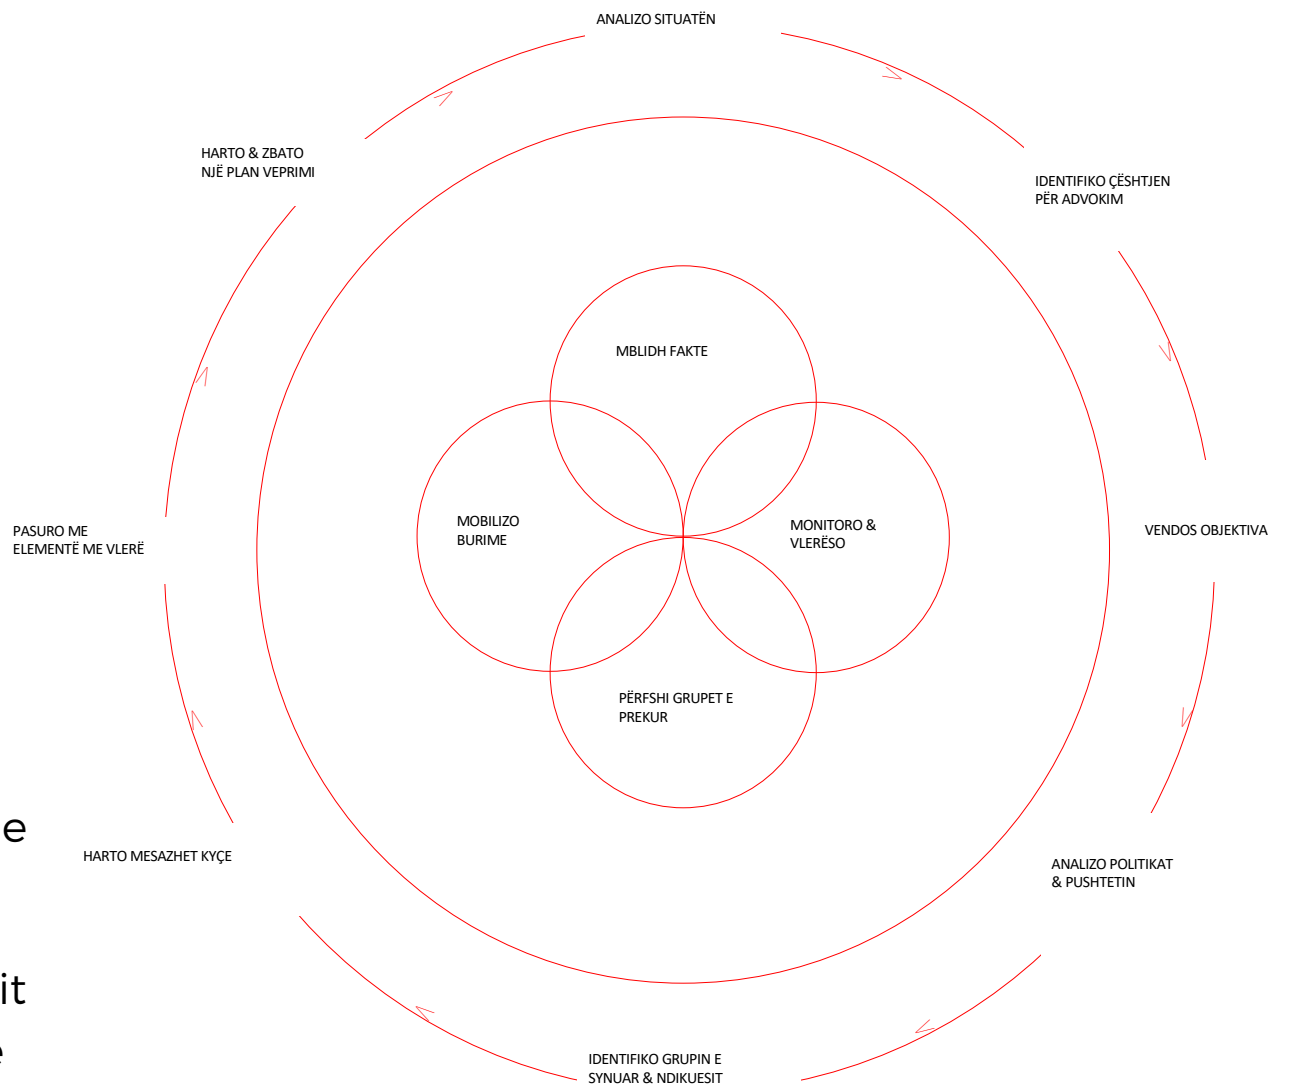 ANALIZO SITUATËN
HARTO & ZBATO
NJË PLAN VEPRIMI
IDENTIFIKO ÇËSHTJEN
PËR ADVOKIM
MBLIDH FAKTE
MOBILIZO
BURIME
MONITORO &
VLERËSO
PASURO ME
ELEMENTË ME VLERË
VENDOS OBJEKTIVA
PËRFSHI GRUPET E
PREKUR
e
HARTO MESAZHET KYÇE
ANALIZO POLITIKAT
& PUSHTETIN
it
IDENTIFIKO GRUPIN E
SYNUAR & NDIKUESIT